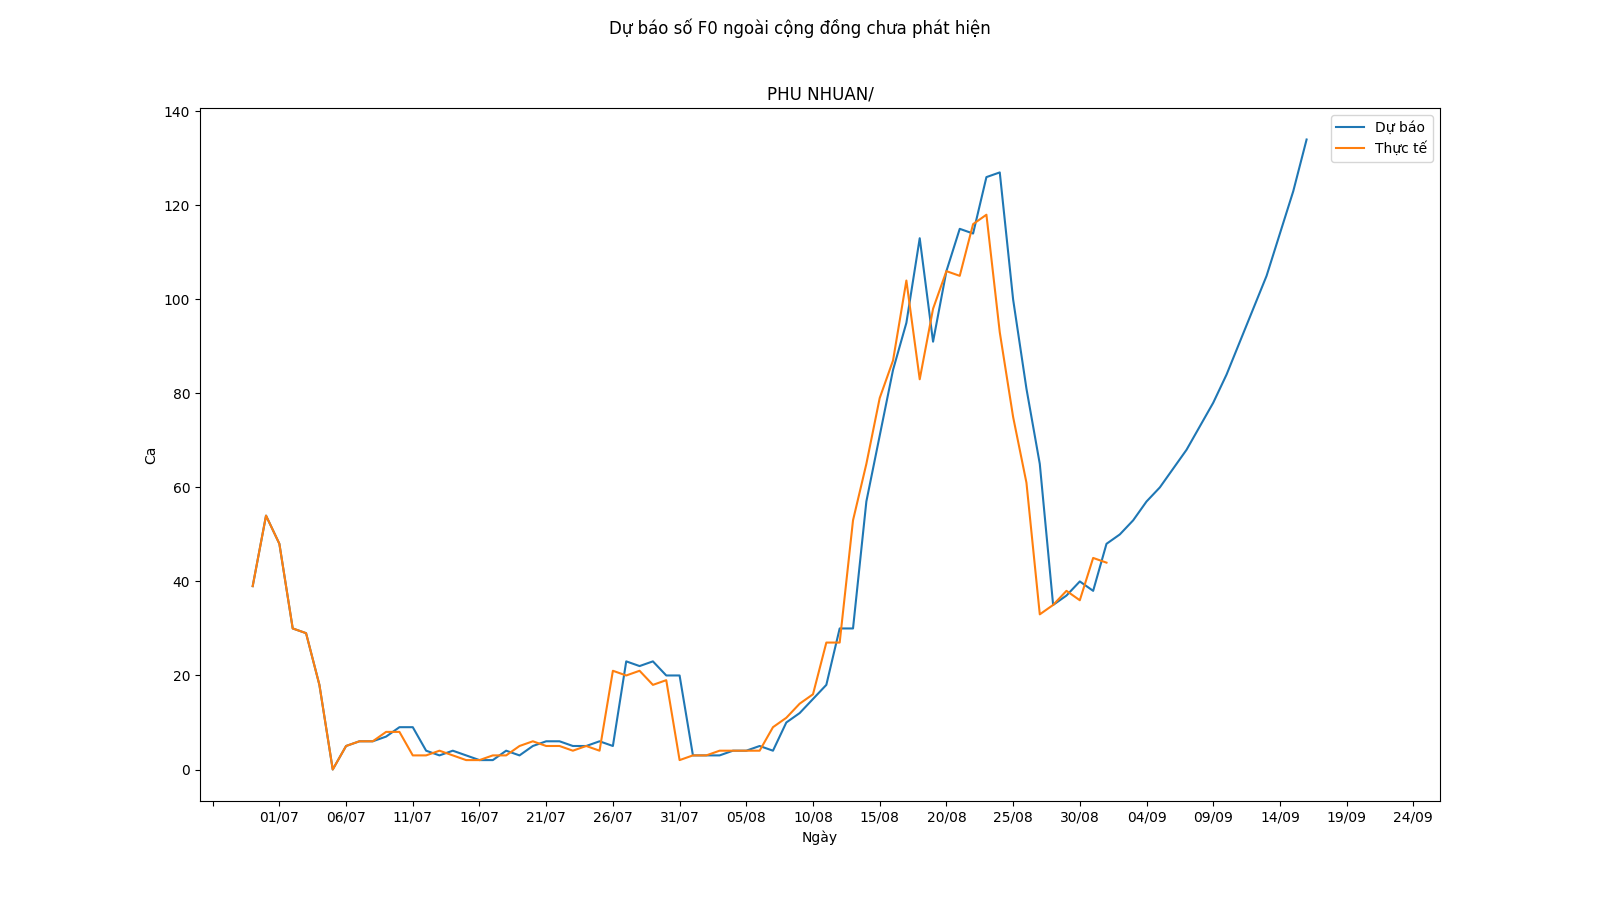 Dự báo số F0 ngoài cộng đồng chưa phát hiện
PHU NHUAN/
Dự báo
Thực tế
140
120
100
80
60
40
20
0
Ca
01/07 06/07 11/07 16/07 21/07 26/07 31/07 05/08 10/08 15/08 20/08 25/08 30/08 04/09 09/09 14/09 19/09 24/09
Ngày